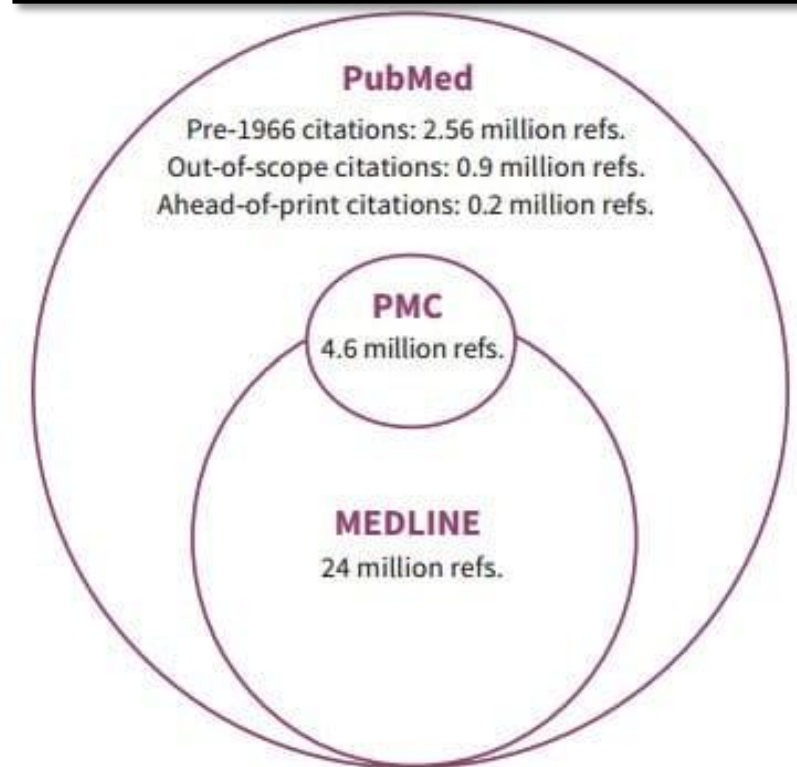 PubMed
Pre-1966 citations: 2.56 million refs.
Out-of-scope citations: 0.9 million refs.
Ahead-of-print citations: 0.2 million refs.
PMC
4.6 million refs.
MEDLINE
24 million refs.